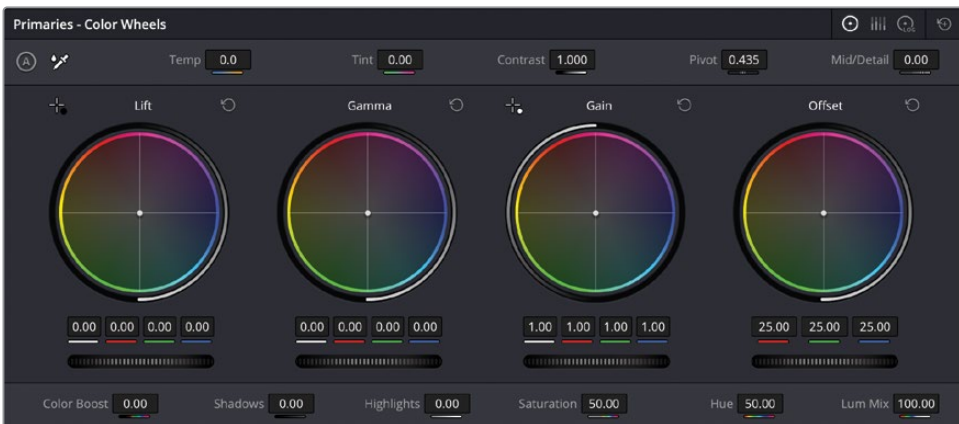 Primaries - Color Wheels
A Temp 0.0 Tint 0.00 Contrast 1.000 Pivot 0.435 Mid/Detail 0.00
Lift Gamma Gain Offset
0.00 0.00 0.00 0.00 0.00 0.00 0.00 0.00 1.00 1.00 1.00 1.00 25.00 25.00 25.00
Color Boost 0.00 Shadows 0.00 Highlights 0.00 Saturation 50.00 Hue 50.00 Lum Mix 100.00